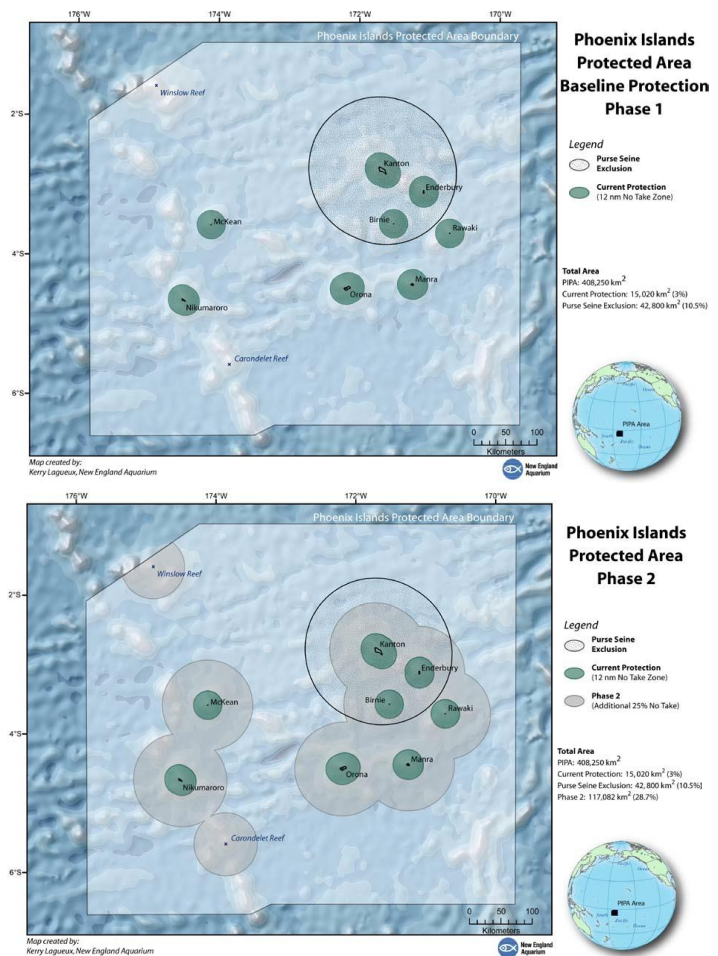 176°W
174°W
172°W
170°W
Phoenix Islands Protected Area Boundary
Winslow Reef
2°S
Kanton
Enderbury
Birnie
Rawaki
McKean
4°S
Manra
Orona
Nikumaroro
Carondelet Reef
6°S
0 50 100
Kilometers
Map created by:
Kerry Lagueux, New England Aquarium
New England
Aquarium
Phoenix Islands
Protected Area
Baseline Protection
Phase 1
Legend
Purse Seine
Exclusion
Current Protection
(12 nm No Take Zone)
Total Area
PIPA: 408,250 km²
Current Protection: 15,020 km² (3%)
Purse Seine Exclusion: 42,800 km² (10.5%)
PIPA Area
South
Pacific
Ocean
176°W
174°W
172°W
170°W
Phoenix Islands Protected Area Boundary
Winslow Reef
2°S
Kanton
Enderbury
Birnie
Rawaki
McKean
4°S
Manra
Orona
Nikumaroro
Carondelet Reef
6°S
0 50 100
Kilometers
Map created by:
Kerry Lagueux, New England Aquarium
New England
Aquarium
Phoenix Islands
Protected Area
Phase 2
Legend
Purse Seine
Exclusion
Current Protection
(12 nm No Take Zone)
Phase 2
(Additional 25% No Take)
Total Area
PIPA: 408,250 km²
Current Protection: 15,020 km² (3%)
Purse Seine Exclusion: 42,800 km² (10.5%)
Phase 2: 117,082 km² (28.7%)
PIPA Area
South
Pacific
Ocean